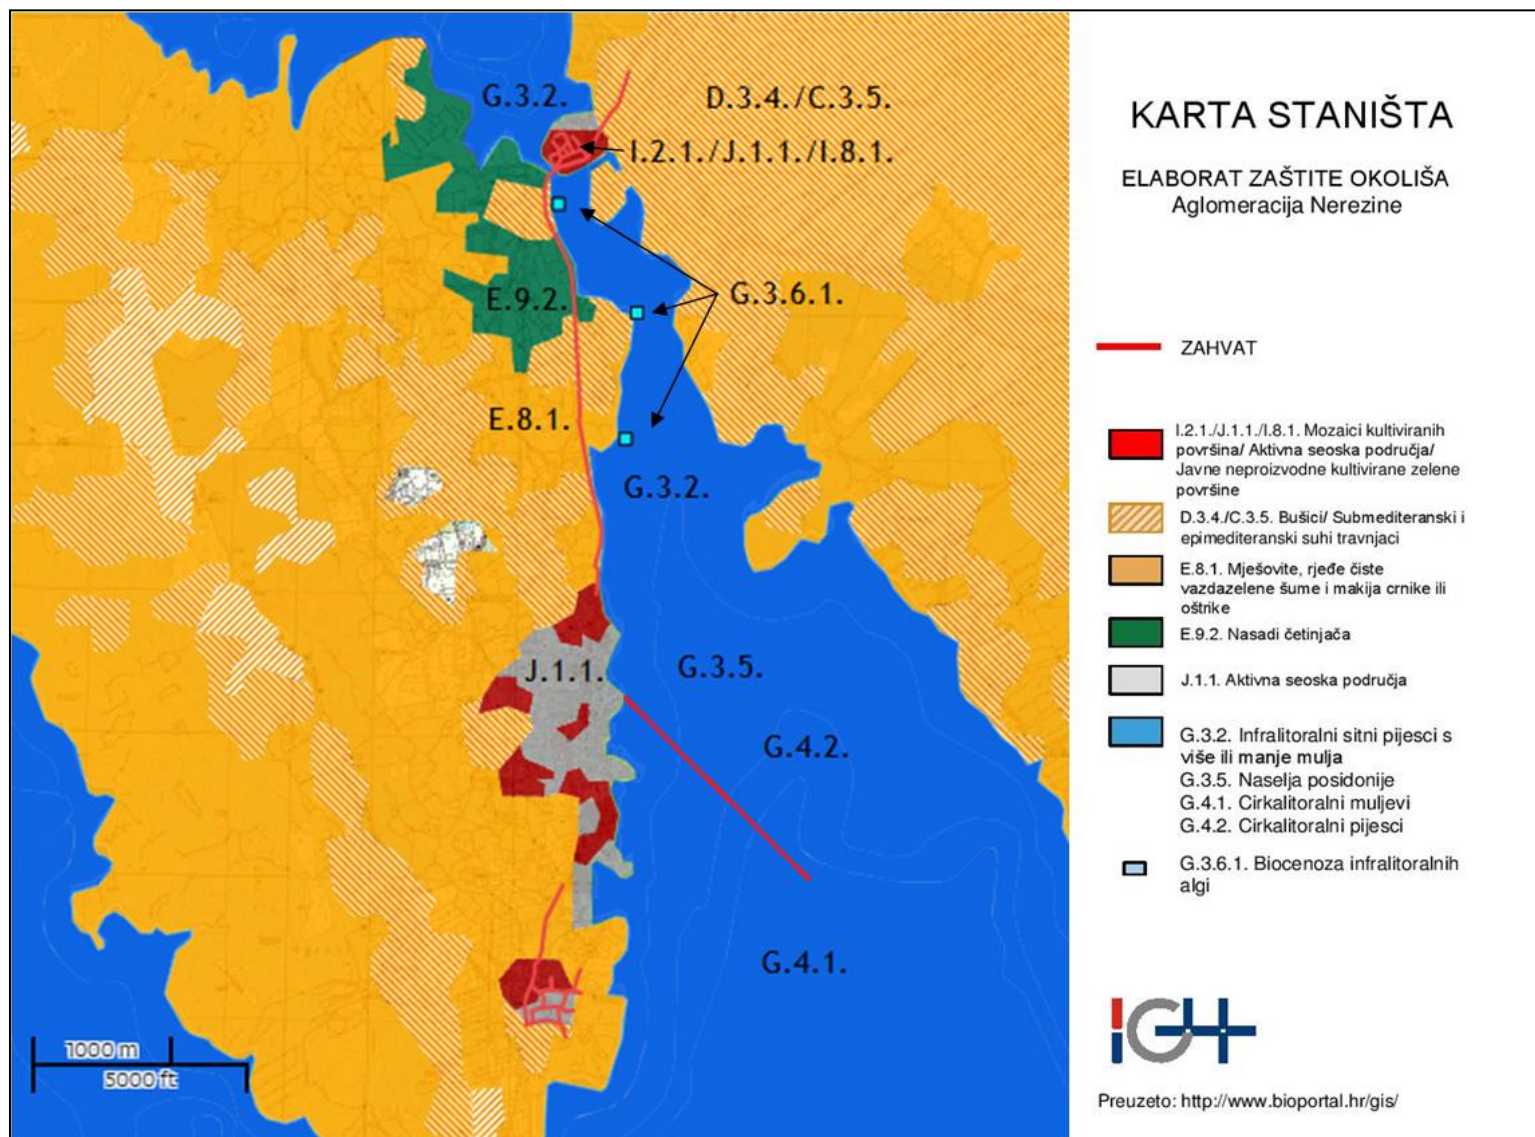 G.3.2.
D.3.4./C.3.5.
I.2.1./J.1.1./I.8.1.
G.3.6.1.
E.9.2.
E.8.1.
G.3.2.
J.1.1.
G.3.5.
G.4.2.
G.4.1.
1000 m
5000 ft
KARTA STANIŠTA
ELABORAT ZAŠTITE OKOLIŠA
Aglomeracija Nerezine
ZAHVAT
I.2.1./J.1.1./I.8.1. Mozaici kultiviranih
površina/ Aktivna seoska područja/
Javne neproizvodne kultivirane zelene
površine
D.3.4./C.3.5. Bušici/ Submediteranski i
epimediteranski suhi travnjaci
E.8.1. Mješovite, rjeđe čiste
vazdazelene šume i makija crnike ili
oštrike
E.9.2. Nasadi četinjača
J.1.1. Aktivna seoska područja
G.3.2. Infralitoralni sitni pijesci s
više ili manje mulja
G.3.5. Naselja posidonije
G.4.1. Cirkalitoralni muljevi
G.4.2. Cirkalitoralni pijesci
G.3.6.1. Biocenoza infralitoralnih
algi
IGH
Preuzeto: http://www.bioportal.hr/gis/